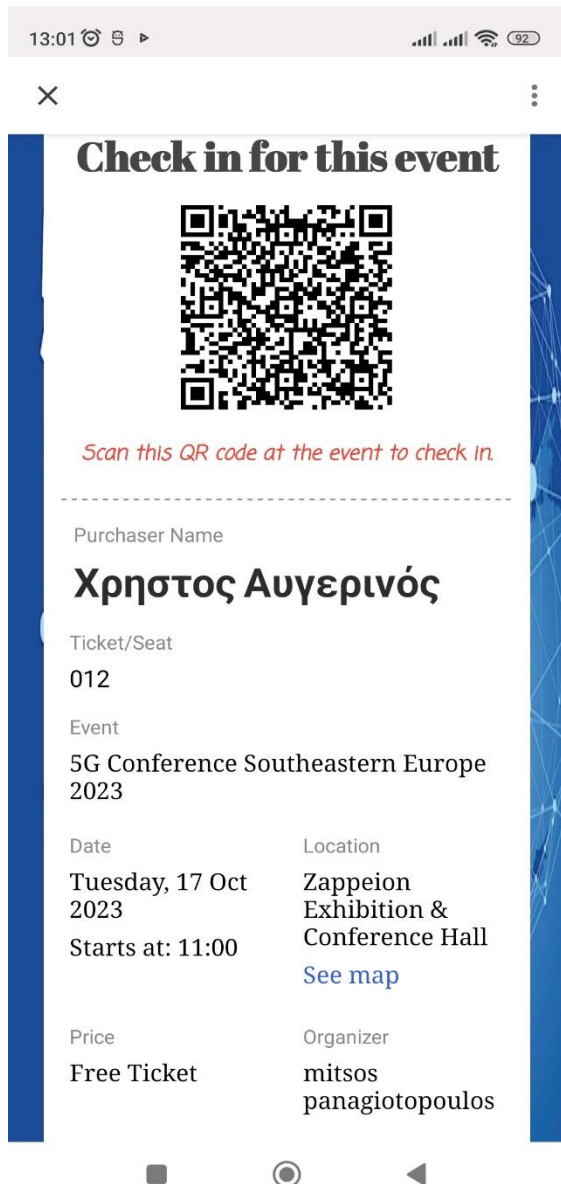 13:01
92
Check in for this event
Scan this QR code at the event to check in.
Purchaser Name
Χρηστος Αυγερινός
Ticket/Seat
012
Event
5G Conference Southeastern Europe
2023
Date
Tuesday, 17 Oct
2023
Starts at: 11:00
Location
Zappeion
Exhibition &
Conference Hall
See map
Price
Free Ticket
Organizer
mitsos
panagiotopoulos